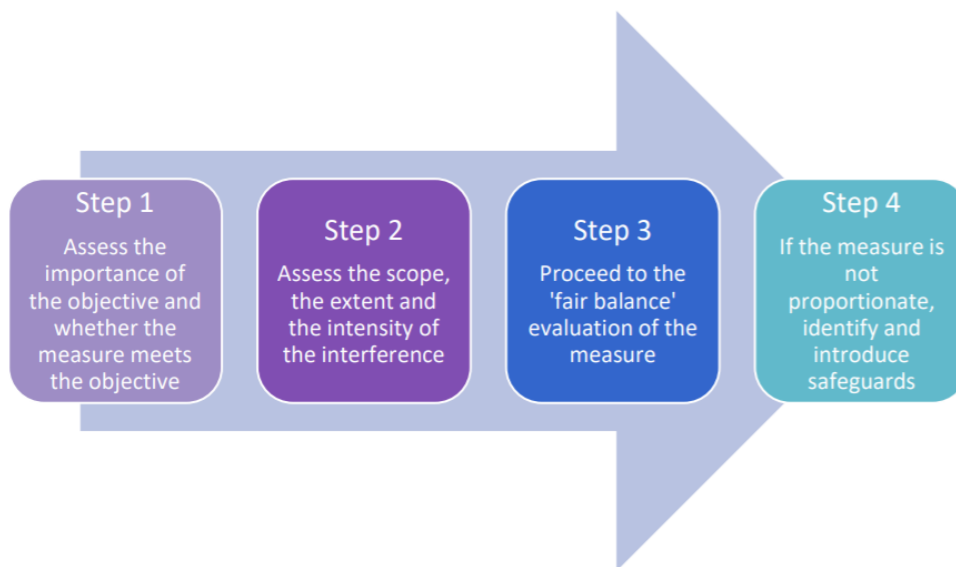 Step 1
Assess the
importance of
the objective and
whether the
measure meets
the objective
Step 2
Assess the scope,
the extent and
the intensity of
the interference
Step 3
Proceed to the
'fair balance'
evaluation of the
measure
Step 4
If the measure is
not
proportionate,
identify and
introduce
safeguards